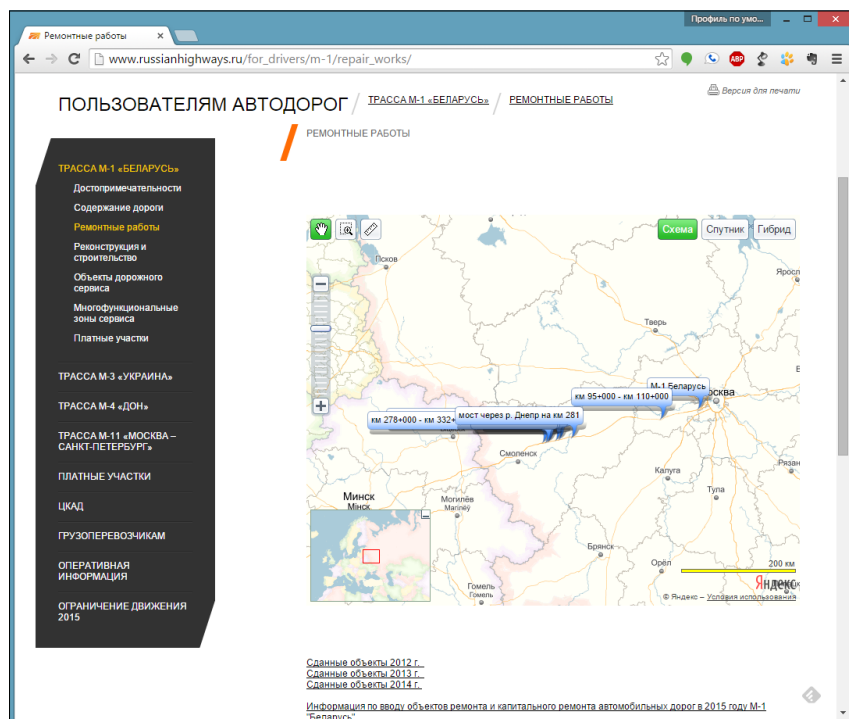 Профиль по умо...
Ремонтные работы
www.russianhighways.ru/for_drivers/m-1/repair_works/
ABP
Версия для печати
ПОЛЬЗОВАТЕЛЯМ АВТОДОРОГ
ТРАССА М-1 «БЕЛАРУСЬ»
РЕМОНТНЫЕ РАБОТЫ
РЕМОНТНЫЕ РАБОТЫ
ТРАССА М-1 «БЕЛАРУСЬ»
Достопримечательности
Содержание дороги
Ремонтные работы
Реконструкция и
строительство
Объекты дорожного
сервиса
Многофункциональные
зоны сервиса
Платные участки
ТРАССА М-3 «УКРАИНА»
ТРАССА М-4 «ДОН»
ТРАССА М-11 «МОСКВА –
САНКТ-ПЕТЕРБУРГ»
ПЛАТНЫЕ УЧАСТКИ
ЦКАД
ГРУЗОПЕРЕВОЗЧИКАМ
ОПЕРАТИВНАЯ
ИНФОРМАЦИЯ
ОГРАНИЧЕНИЕ ДВИЖЕНИЯ
2015
Схема
Спутник
Гибрид
Псков
Яросл
Тверь
М-1 Беларусь
осква
км 95+000 - км 110+000
км 278+000 - км 332+
мост через р. Днепр на км 281
Смоленск
Калуга
Рязан
Тула
Минск
Мінск
Могилёв
Магілёў
Брянск
Орёл
200 км
Гомель
Гомель
Яндекс
© Яндекс – Условия использования
Сданные объекты 2012 г.
Сданные объекты 2013 г.
Сданные объекты 2014 г.
Информация по вводу объектов ремонта и капитального ремонта автомобильных дорог в 2015 году М-1
"Беларусь"